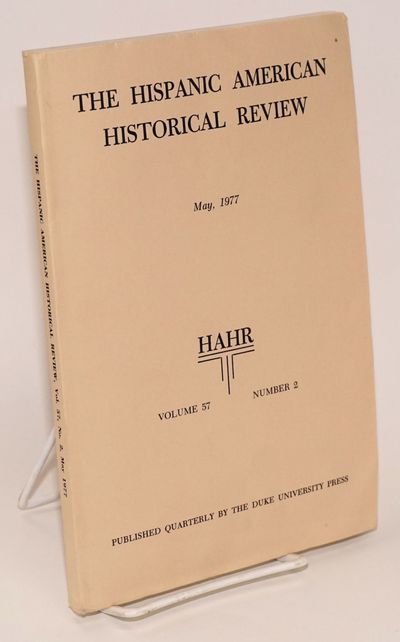 THE HISPANIC AMERICAN
HISTORICAL REVIEW
May, 1977
HAHR
VOLUME 57 NUMBER 2
PUBLISHED QUARTERLY BY THE DUKE UNIVERSITY PRESS
THE HISPANIC AMERICAN HISTORICAL REVIEW, Vol. 57, No. 2, May 1977